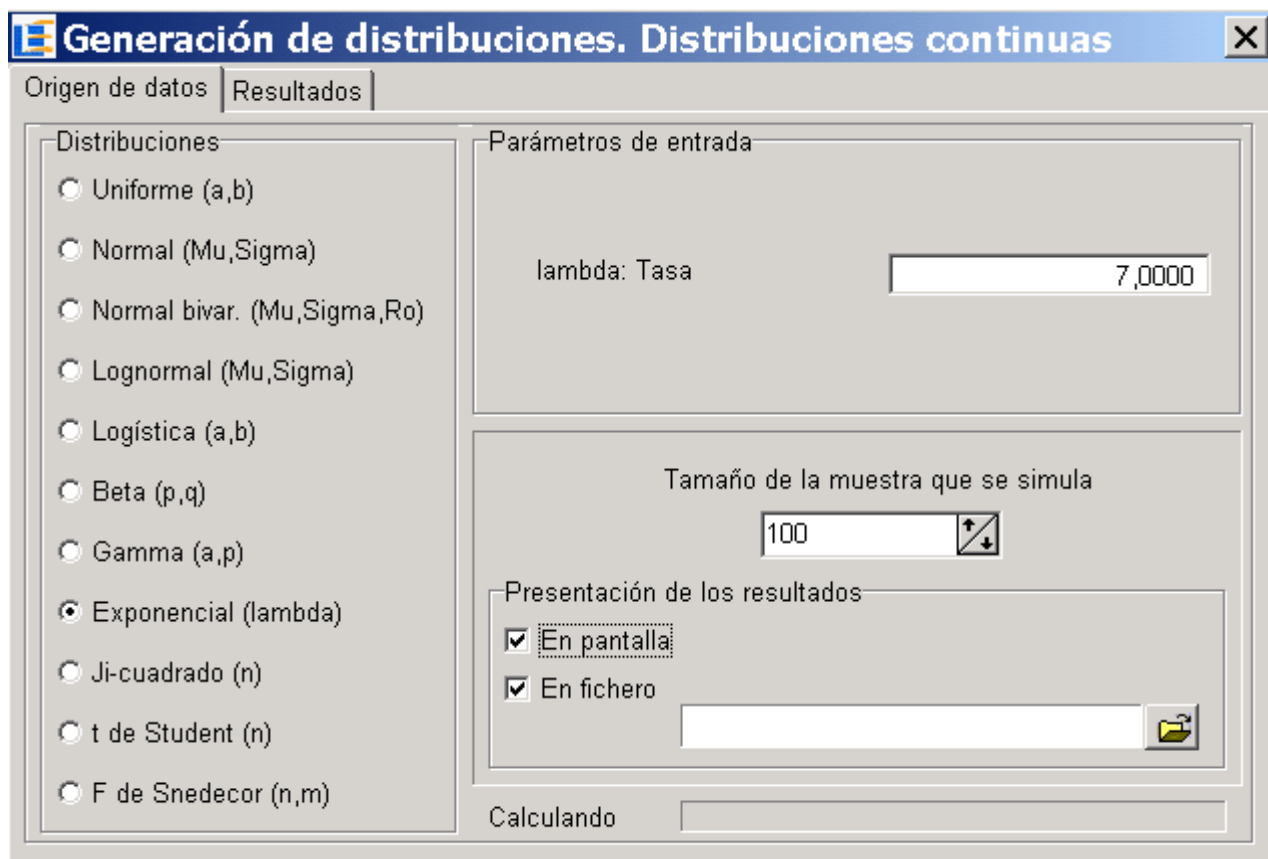 Generación de distribuciones. Distribuciones continuas
Origen de datos
Resultados
Distribuciones
Uniforme (a,b)
Normal (Mu,Sigma)
Normal bivar. (Mu,Sigma,Ro)
Lognormal (Mu,Sigma)
Logística (a,b)
Beta (p,q)
Gamma (a,p)
Exponencial (lambda)
Ji-cuadrado (n)
t de Student (n)
F de Snedecor (n,m)
Parámetros de entrada
lambda: Tasa
7,0000
Tamaño de la muestra que se simula
100
Presentación de los resultados
En pantalla
En fichero
Calculando